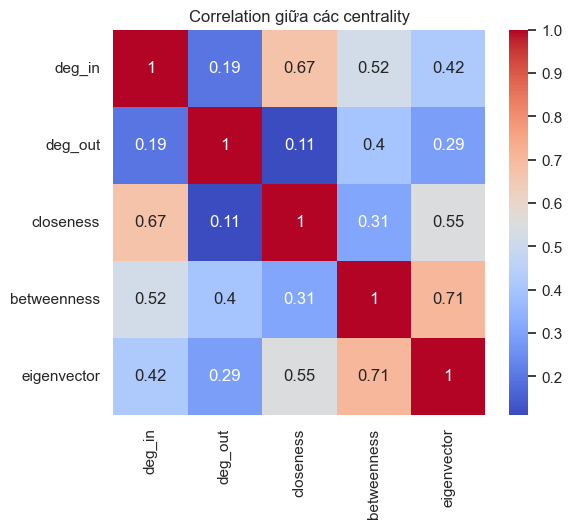 Correlation giữa các centrality
deg_in 1 0.19 0.67 0.52 0.42
deg_out 0.19 1 0.11 0.4 0.29
closeness 0.67 0.11 1 0.31 0.55
betweenness 0.52 0.4 0.31 1 0.71
eigenvector 0.42 0.29 0.55 0.71 1
deg_in deg_out closeness betweenness eigenvector
1.0
0.9
0.8
0.7
0.6
0.5
0.4
0.3
0.2